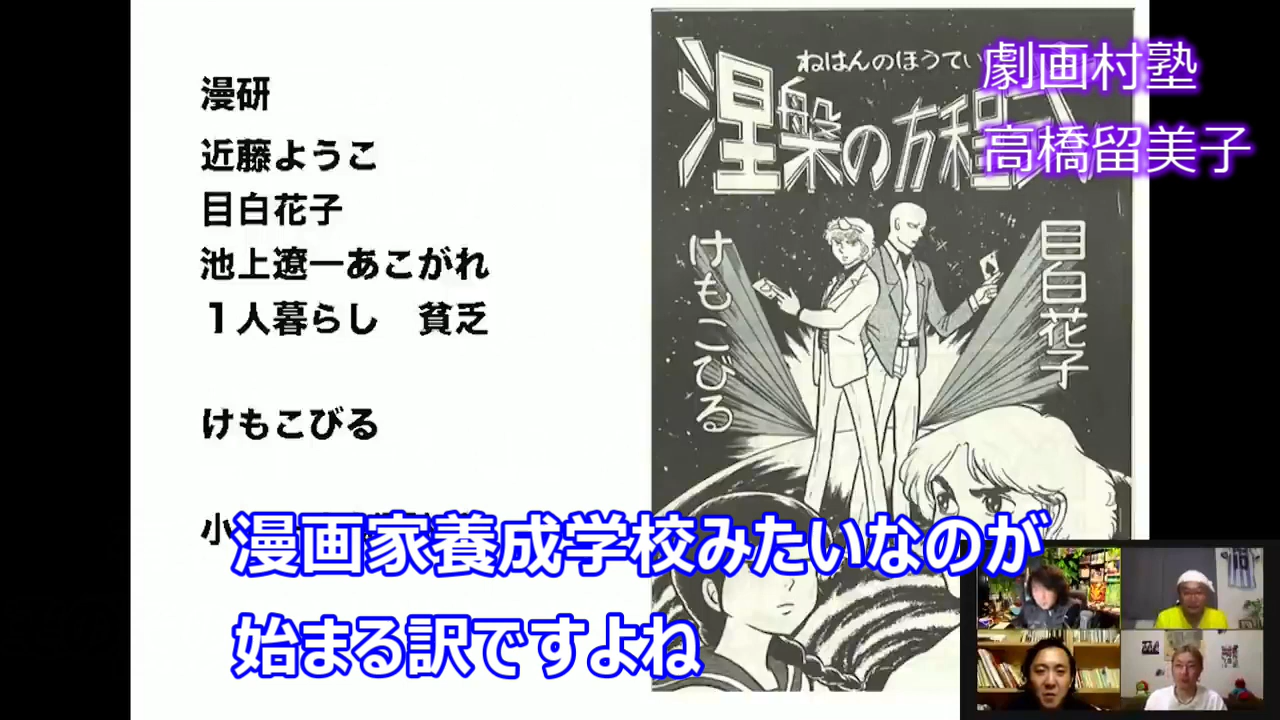 漫研
近藤ようこ
目白花子
池上遼一あこがれ
１人暮らし　貧乏
けもこびる
小
ねはんのほうてい
涅槃の方程式
目白花子
けもこびる
劇画村塾
高橋留美子
漫画家養成学校みたいなのが
始まる訳ですよね